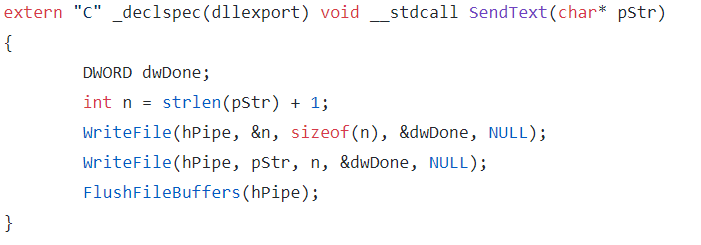 extern "C" _declspec(dllexport) void __stdcall SendText(char* pStr)
{
        DWORD dwDone;
        int n = strlen(pStr) + 1;
        WriteFile(hPipe, &n, sizeof(n), &dwDone, NULL);
        WriteFile(hPipe, pStr, n, &dwDone, NULL);
        FlushFileBuffers(hPipe);
}